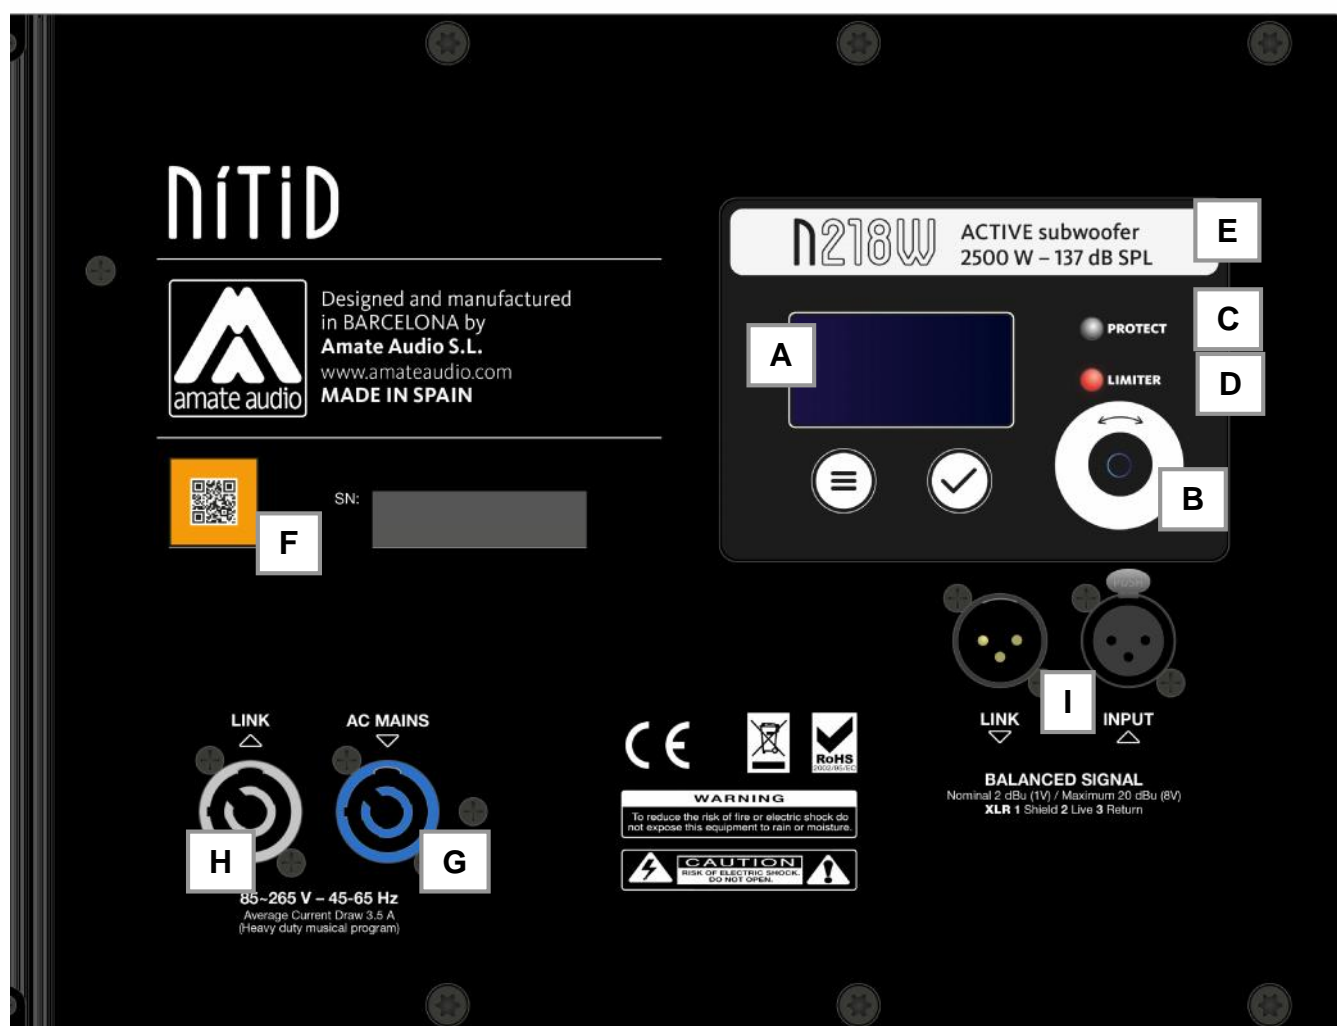 NíTiD
amate audio
Designed and manufactured
in BARCELONA by
Amate Audio S.L.
www.amateaudio.com
MADE IN SPAIN
SN:
F
n218W
ACTIVE subwoofer
2500 W – 137 dB SPL
E
A
PROTECT
C
LIMITER
D
B
PUSH
I
LINK
INPUT
BALANCED SIGNAL
Nominal 2 dBu (1V) / Maximum 20 dBu (8V)
XLR 1 Shield 2 Live 3 Return
LINK
AC MAINS
H
G
85~265 V – 45-65 Hz
Average Current Draw 3.5 A
(Heavy duty musical program)
CE
RoHS
2002/95/EC
WARNING
To reduce the risk of fire or electric shock do
not expose this equipment to rain or moisture.
CAUTION
RISK OF ELECTRIC SHOCK.
DO NOT OPEN.